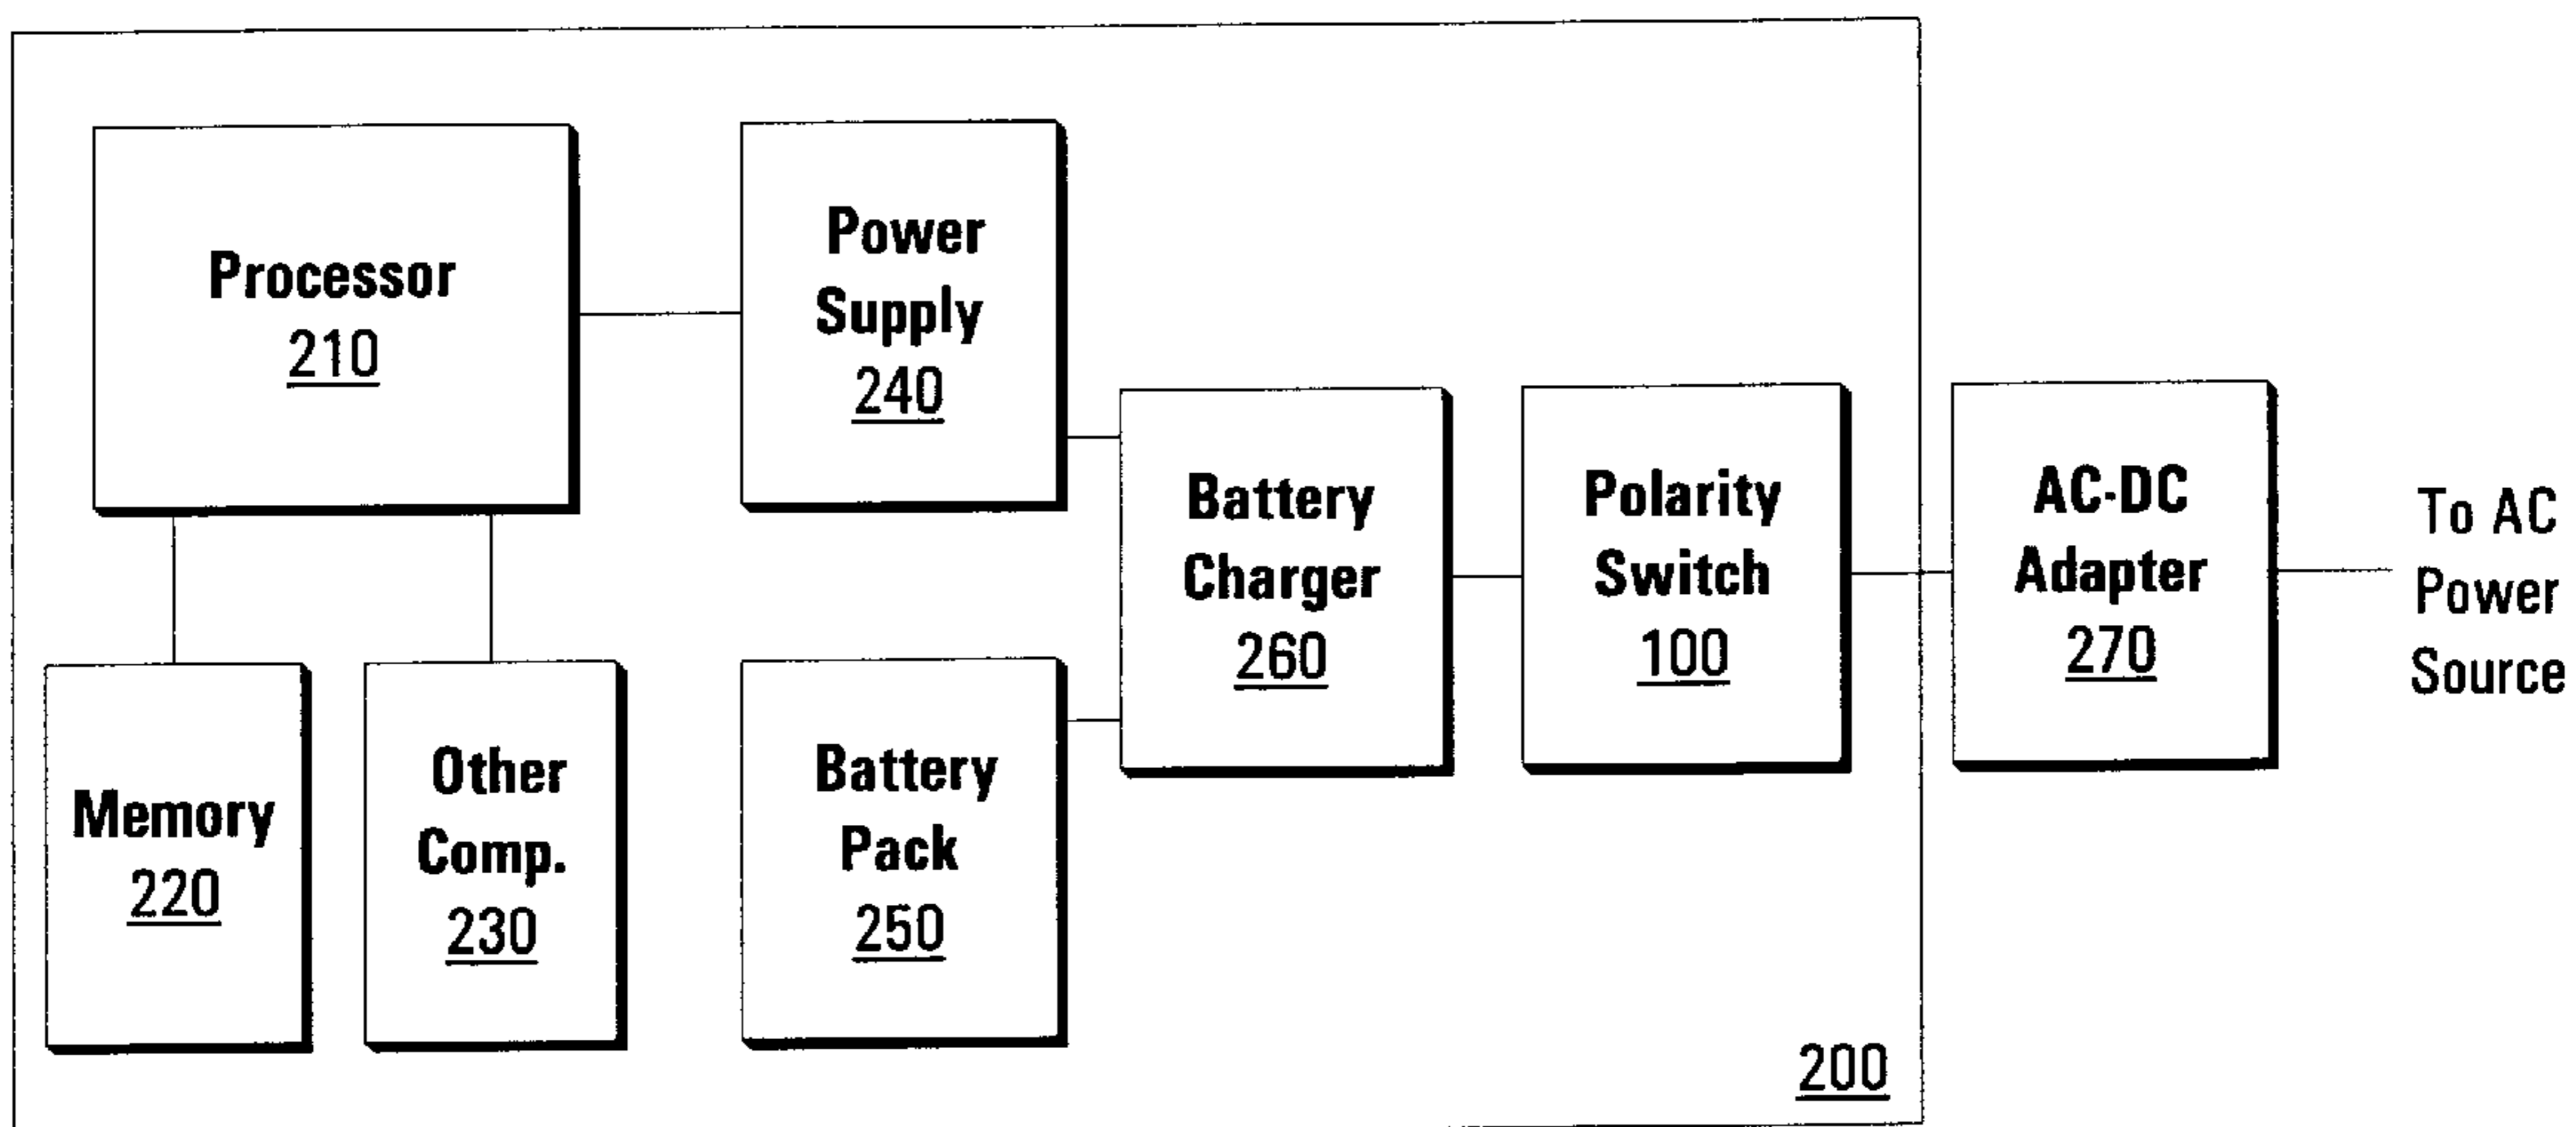 Processor
210
Power
Supply
240
Battery
Charger
260
Polarity
Switch
100
AC-DC
Adapter
270
To AC
Power
Source
Memory
220
Other
Comp.
230
Battery
Pack
250
200